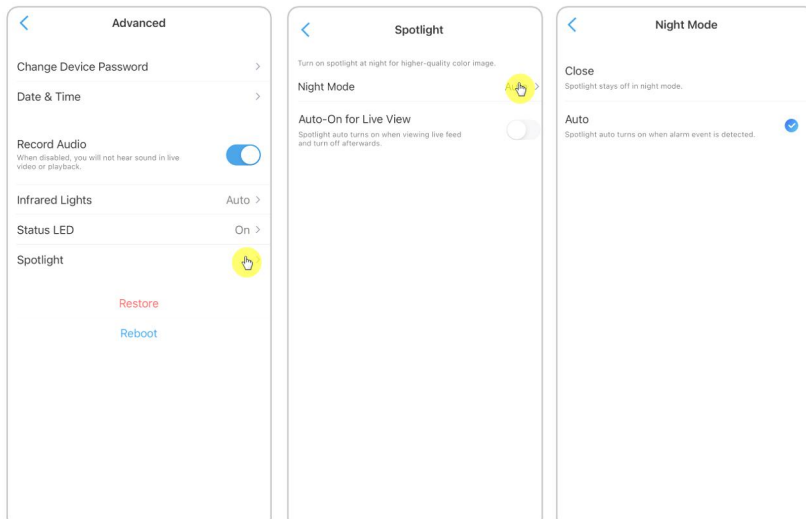 Advanced
Change Device Password
Date & Time
Record Audio
When disabled, you will not hear sound in live
video or playback.
Infrared Lights
Auto
Status LED
On
Spotlight
Restore
Reboot
Spotlight
Turn on spotlight at night for higher-quality color image.
Night Mode
Auto-On for Live View
Spotlight auto turns on when viewing live feed
and turn off afterwards.
Night Mode
Close
Spotlight stays off in night mode.
Auto
Spotlight auto turns on when alarm event is detected.